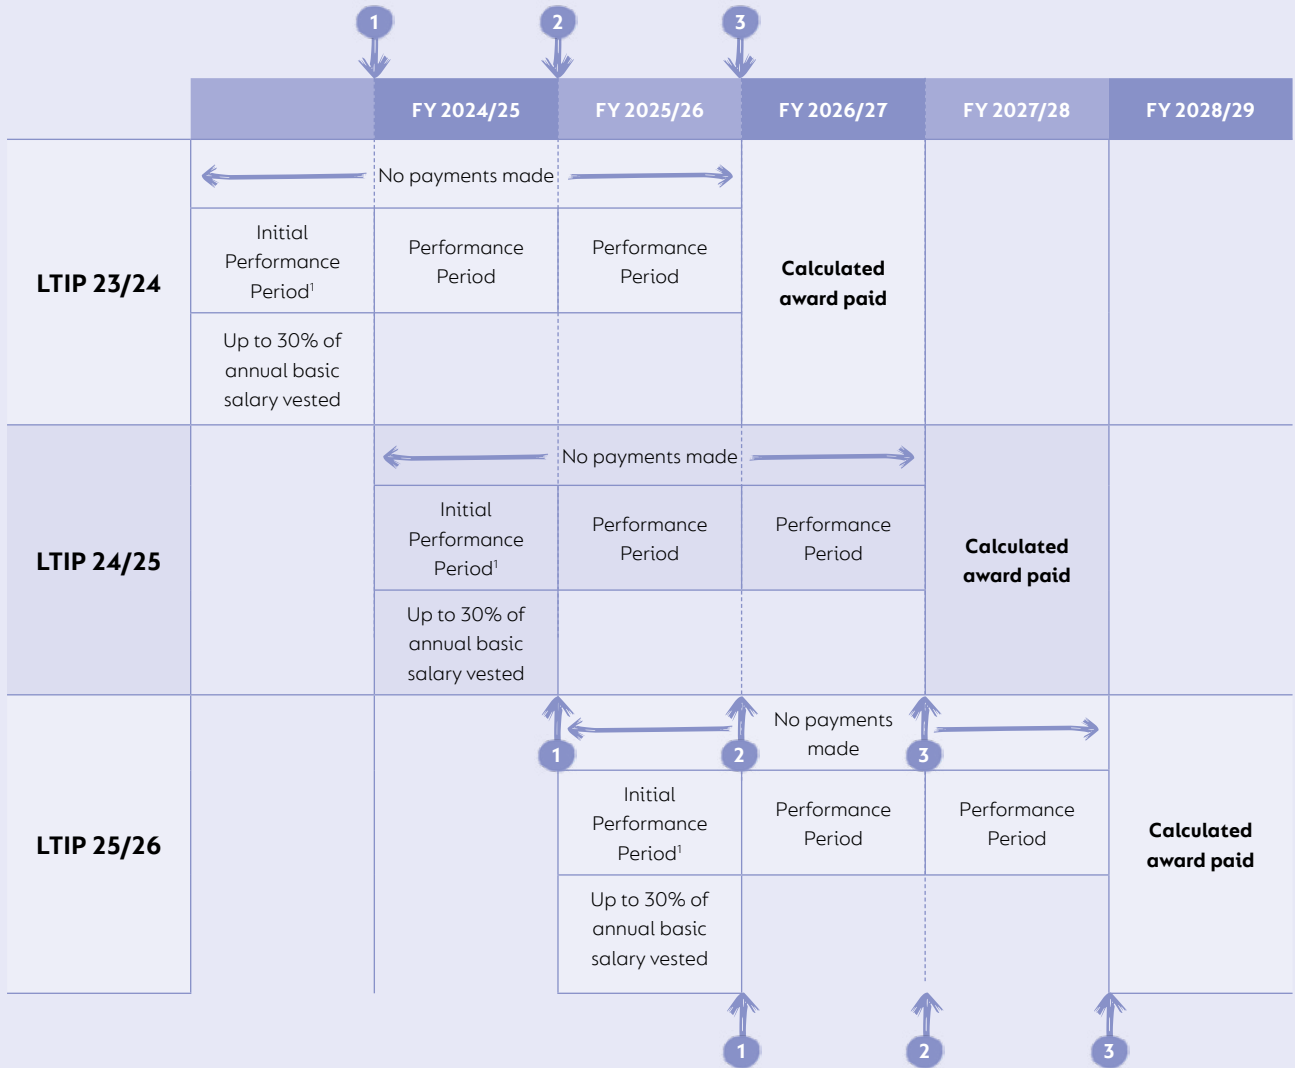 1
2
3
FY 2024/25
FY 2025/26
FY 2026/27
FY 2027/28
FY 2028/29
LTIP 23/24
No payments made
Initial
Performance
Period¹
Performance
Period
Performance
Period
Up to 30% of
annual basic
salary vested
Calculated
award paid
LTIP 24/25
No payments made
Initial
Performance
Period¹
Performance
Period
Performance
Period
Up to 30% of
annual basic
salary vested
Calculated
award paid
1
2
3
LTIP 25/26
No payments
made
Initial
Performance
Period¹
Performance
Period
Performance
Period
Up to 30% of
annual basic
salary vested
Calculated
award paid
1
2
3